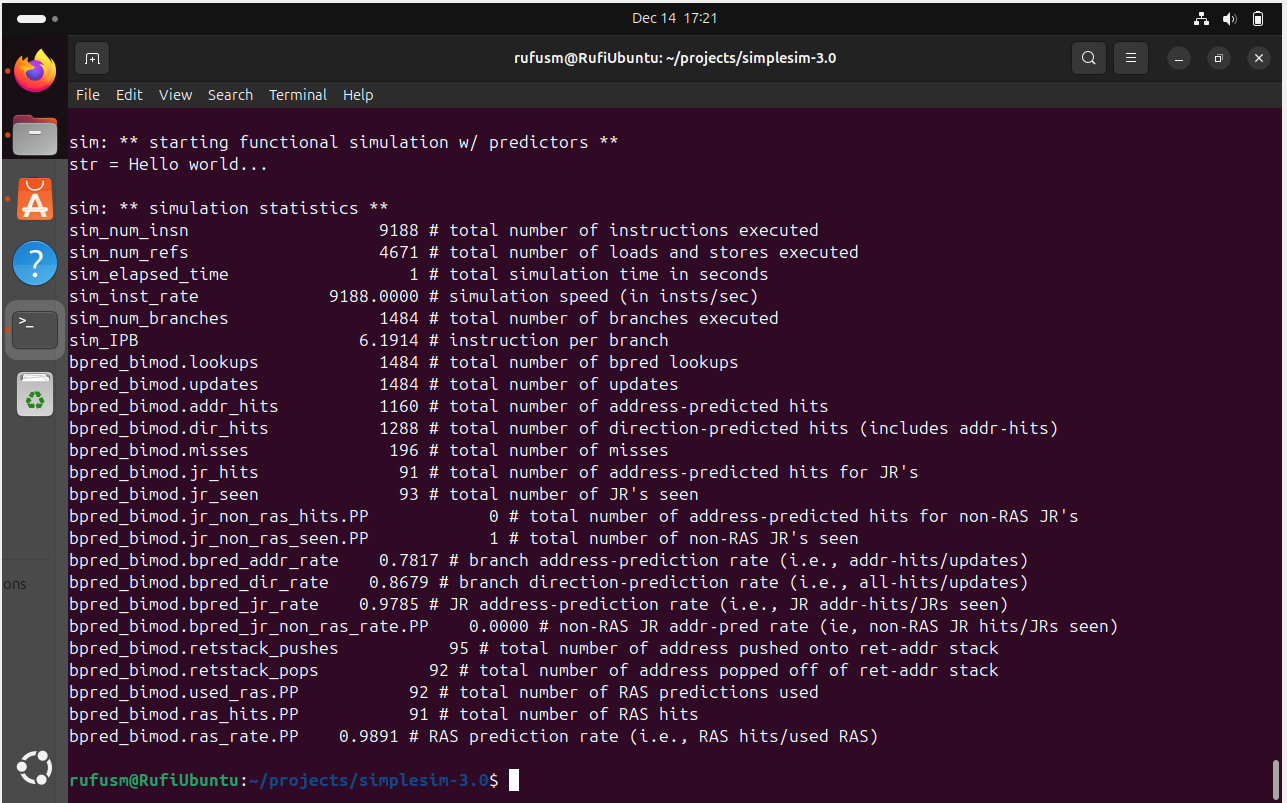 Dec 14 17:21
rufusm@RufiUbuntu: ~/projects/simplesim-3.0
File Edit View Search Terminal Help
sim: ** starting functional simulation w/ predictors **
str = Hello world...
sim: ** simulation statistics **
sim_num_insn 9188 # total number of instructions executed
sim_num_refs 4671 # total number of loads and stores executed
sim_elapsed_time 1 # total simulation time in seconds
sim_inst_rate 9188.0000 # simulation speed (in insts/sec)
sim_num_branches 1484 # total number of branches executed
sim_IPB 6.1914 # instruction per branch
bpred_bimod.lookups 1484 # total number of bpred lookups
bpred_bimod.updates 1484 # total number of updates
bpred_bimod.addr_hits 1160 # total number of address-predicted hits
bpred_bimod.dir_hits 1288 # total number of direction-predicted hits (includes addr-hits)
bpred_bimod.misses 196 # total number of misses
bpred_bimod.jr_hits 91 # total number of address-predicted hits for JR's
bpred_bimod.jr_seen 93 # total number of JR's seen
bpred_bimod.jr_non_ras_hits.PP 0 # total number of address-predicted hits for non-RAS JR's
bpred_bimod.jr_non_ras_seen.PP 1 # total number of non-RAS JR's seen
bpred_bimod.bpred_addr_rate 0.7817 # branch address-prediction rate (i.e., addr-hits/updates)
bpred_bimod.bpred_dir_rate 0.8679 # branch direction-prediction rate (i.e., all-hits/updates)
bpred_bimod.bpred_jr_rate 0.9785 # JR address-prediction rate (i.e., JR addr-hits/JRs seen)
bpred_bimod.bpred_jr_non_ras_rate.PP 0.0000 # non-RAS JR addr-pred rate (ie, non-RAS JR hits/JRs seen)
bpred_bimod.retstack_pushes 95 # total number of address pushed onto ret-addr stack
bpred_bimod.retstack_pops 92 # total number of address popped off of ret-addr stack
bpred_bimod.used_ras.PP 92 # total number of RAS predictions used
bpred_bimod.ras_hits.PP 91 # total number of RAS hits
bpred_bimod.ras_rate.PP 0.9891 # RAS prediction rate (i.e., RAS hits/used RAS)
rufusm@RufiUbuntu:~/projects/simplesim-3.0$
ons